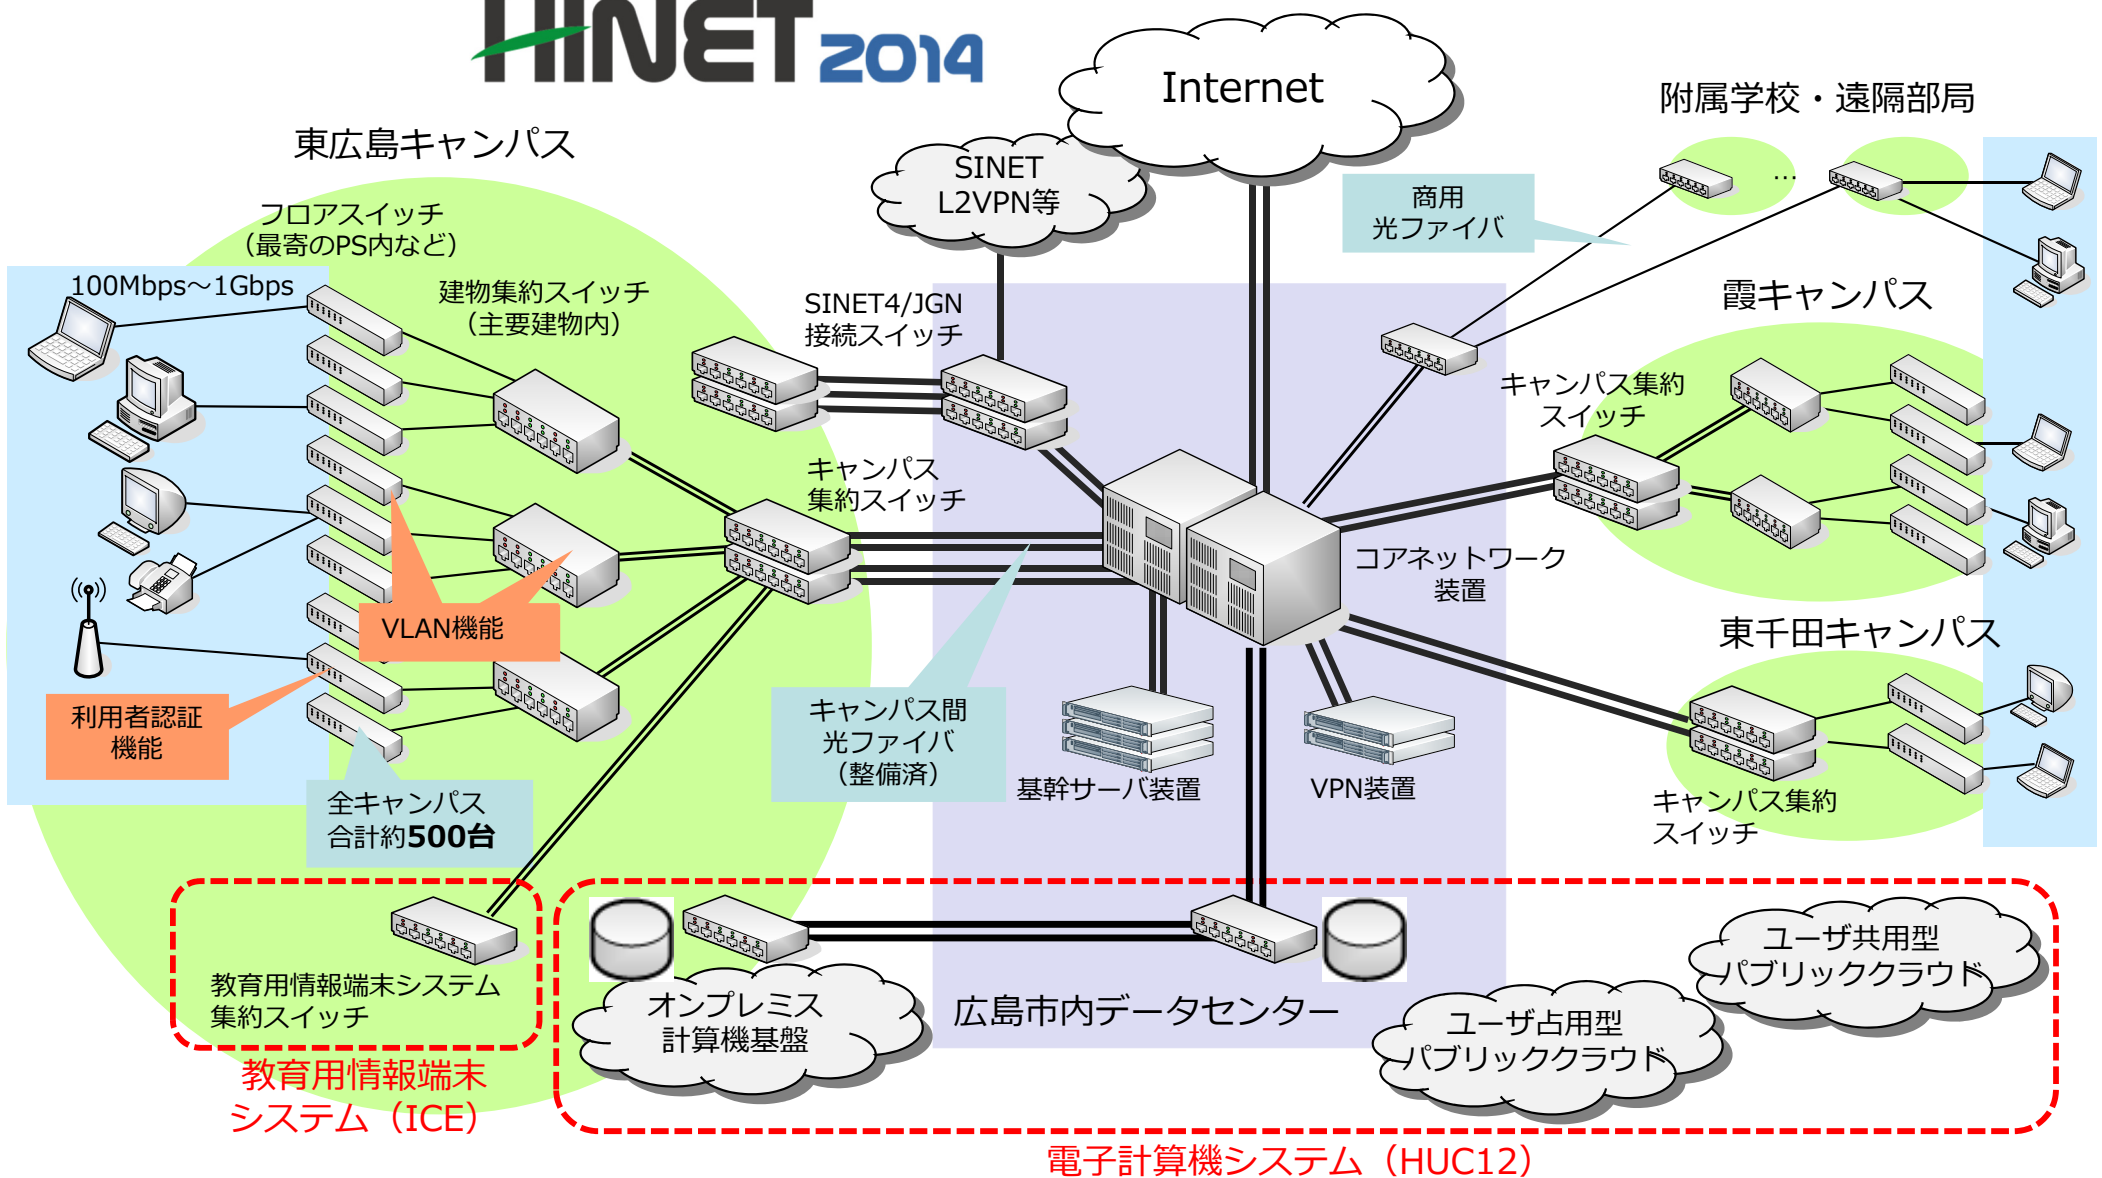 HINET 2014
Internet
附属学校・遠隔部局
東広島キャンパス
SINET
L2VPN等
商用
光ファイバ
…
フロアスイッチ
（最寄のPS内など）
100Mbps～1Gbps
建物集約スイッチ
（主要建物内）
SINET4/JGN
接続スイッチ
霞キャンパス
キャンパス集約
スイッチ
キャンパス
集約スイッチ
コアネットワーク
装置
VLAN機能
東千田キャンパス
利用者認証
機能
キャンパス間
光ファイバ
（整備済）
基幹サーバ装置
VPN装置
全キャンパス
合計約500台
キャンパス集約
スイッチ
教育用情報端末システム
集約スイッチ
オンプレミス
計算機基盤
広島市内データセンター
ユーザ共用型
パブリッククラウド
ユーザ占用型
パブリッククラウド
教育用情報端末
システム（ICE）
電子計算機システム（HUC12）